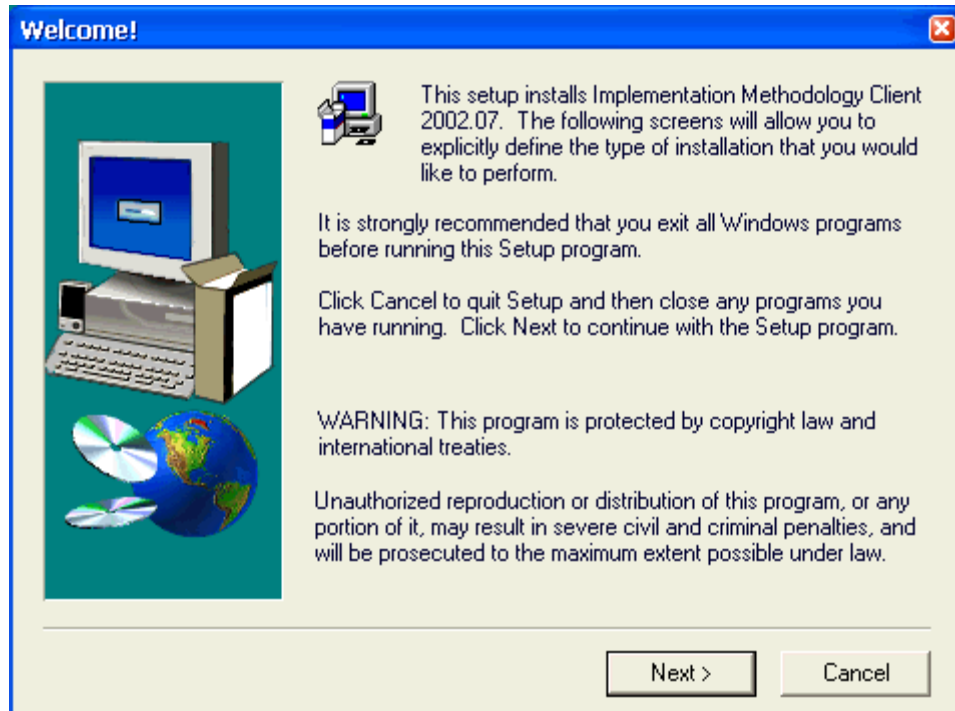 Welcome!
This setup installs Implementation Methodology Client
2002.07.  The following screens will allow you to
explicitly define the type of installation that you would
like to perform.
It is strongly recommended that you exit all Windows programs
before running this Setup program.
Click Cancel to quit Setup and then close any programs you
have running.  Click Next to continue with the Setup program.
WARNING: This program is protected by copyright law and
international treaties.
Unauthorized reproduction or distribution of this program, or any
portion of it, may result in severe civil and criminal penalties, and
will be prosecuted to the maximum extent possible under law.
Next >
Cancel